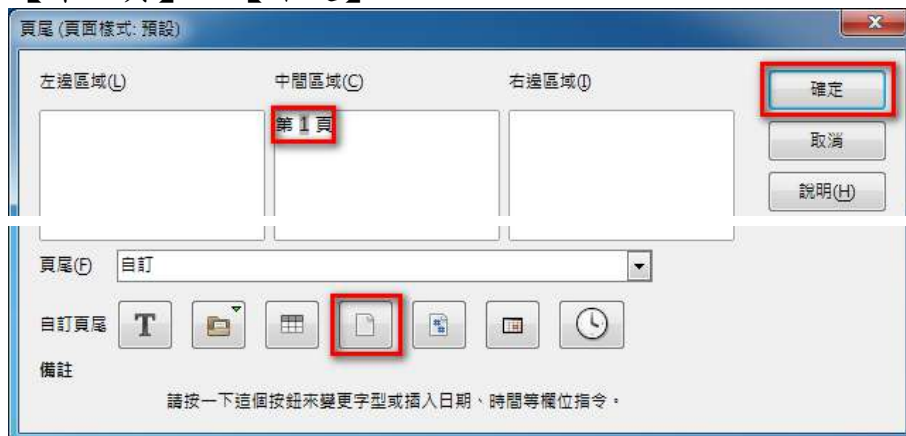 頁尾 (頁面樣式: 預設)
左邊區域(L) 中間區域(C) 右邊區域(I)
確定
第 1 頁
取消
說明(H)
頁尾(F) 自訂
自訂頁尾 T
備註
請按一下這個按鈕來變更字型或插入日期、時間等欄位指令。